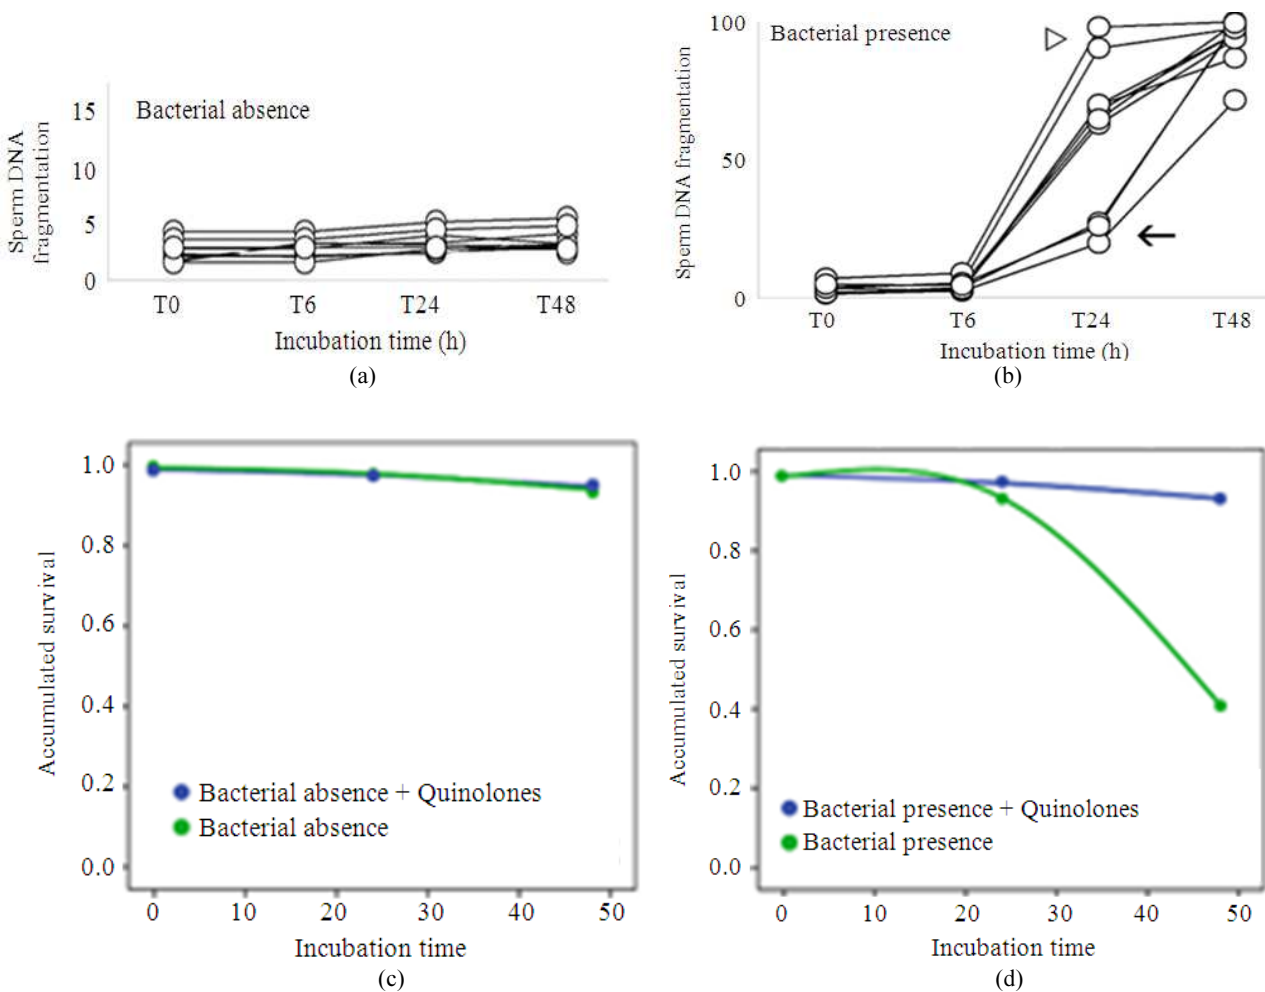 Sperm DNA
fragmentation
15
10
5
0
Bacterial absence
T0 T6 T24 T48
Incubation time (h)
(a)
Sperm DNA fragmentation
100
50
0
Bacterial presence
T0 T6 T24 T48
Incubation time (h)
(b)
Accumulated survival
1.0
0.8
0.6
0.4
0.2
0.0
Bacterial absence + Quinolones
Bacterial absence
0 10 20 30 40 50
Incubation time
(c)
Accumulated survival
1.0
0.8
0.6
0.4
0.2
0.0
Bacterial presence + Quinolones
Bacterial presence
0 10 20 30 40 50
Incubation time
(d)